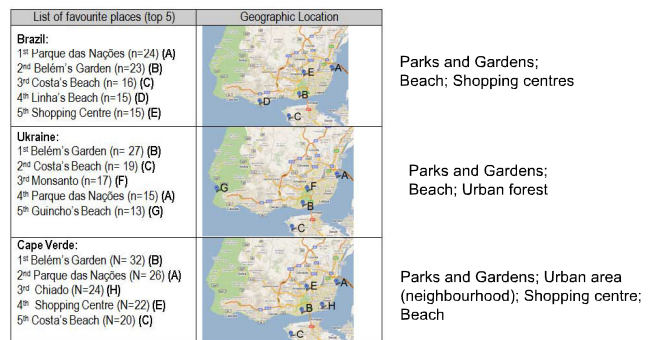 List of favourite places (top 5)
Geographic Location
Brazil:
1st Parque das Nações (n=24) (A)
2nd Belém's Garden (n=23) (B)
3rd Costa's Beach (n= 16) (C)
4th Linha's Beach (n=15) (D)
5th Shopping Centre (n=15) (E)
E
A
B
D
C
Parks and Gardens;
Beach; Shopping centres
Ukraine:
1st Belém's Garden (n= 27) (B)
2nd Costa's Beach (n= 19) (C)
3rd Monsanto (n=17) (F)
4th Parque das Nações (n=15) (A)
5th Guincho's Beach (n=13) (G)
A
G
F
B
C
Parks and Gardens;
Beach; Urban forest
Cape Verde:
1st Belém's Garden (N= 32) (B)
2nd Parque das Nações (N= 26) (A)
3rd Chiado (N=24) (H)
4th Shopping Centre (N=22) (E)
5th Costa's Beach (N=20) (C)
A
E
H
B
C
Parks and Gardens; Urban area
(neighbourhood); Shopping centre;
Beach